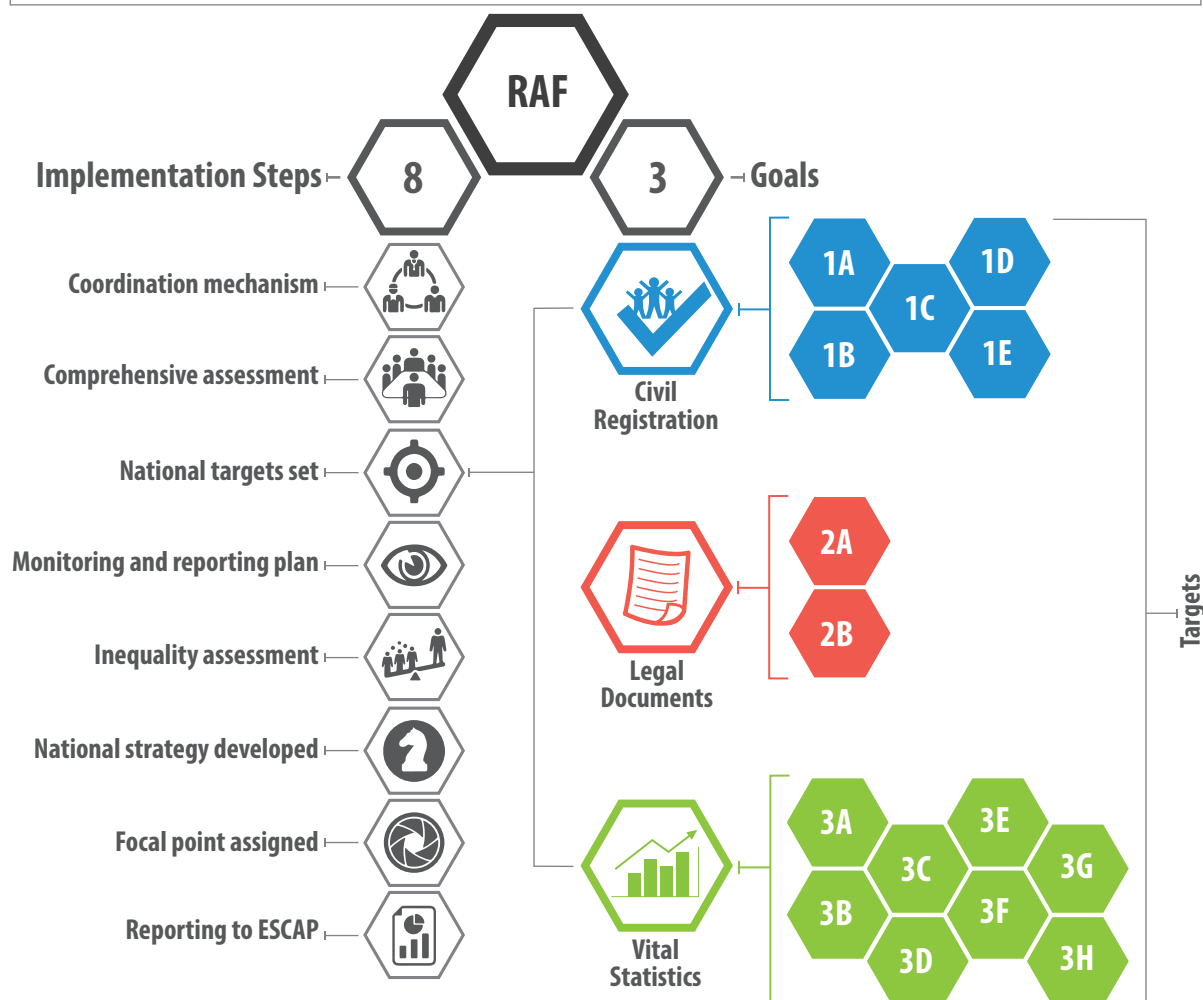 RAF
Implementation Steps
8
3
Goals
Coordination mechanism
Comprehensive assessment
National targets set
Monitoring and reporting plan
Inequality assessment
National strategy developed
Focal point assigned
Reporting to ESCAP
Civil
Registration
1A
1B
1C
1D
1E
Legal
Documents
2A
2B
Vital
Statistics
3A
3B
3C
3D
3E
3F
3G
3H
Targets